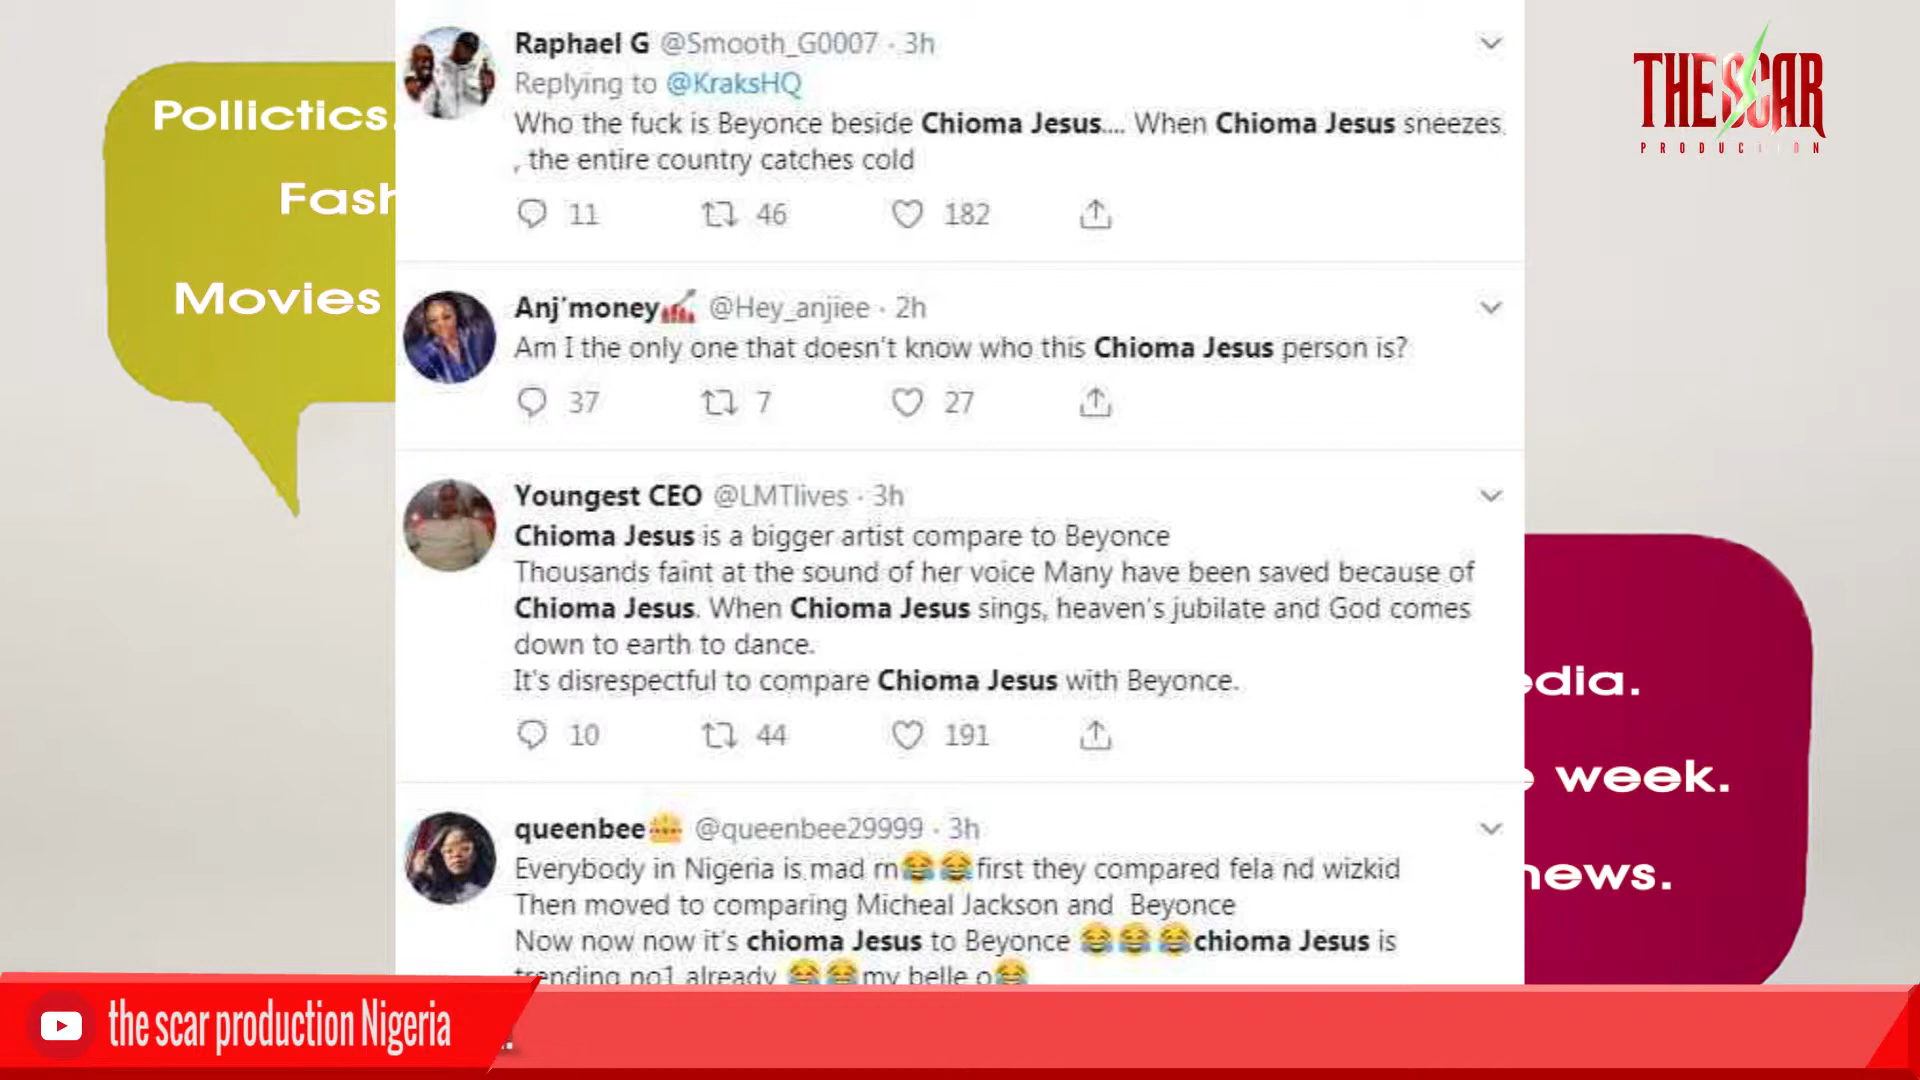 Pollictics.
Fash
Movies
Raphael G @Smooth_G0007 · 3h
Replying to @KraksHQ
Who the fuck is Beyonce beside Chioma Jesus.... When Chioma Jesus sneezes
, the entire country catches cold
11 46 182
Anj'money @Hey_anjiee · 2h
Am I the only one that doesn't know who this Chioma Jesus person is?
37 7 27
Youngest CEO @LMTlives · 3h
Chioma Jesus is a bigger artist compare to Beyonce
Thousands faint at the sound of her voice Many have been saved because of
Chioma Jesus. When Chioma Jesus sings, heaven's jubilate and God comes
down to earth to dance.
It's disrespectful to compare Chioma Jesus with Beyonce.
10 44 191
queenbee @queenbee29999 · 3h
Everybody in Nigeria is mad rn😂😂first they compared fela nd wizkid
Then moved to comparing Micheal Jackson and Beyonce
Now now now it's chioma Jesus to Beyonce 😂😂😂chioma Jesus is
trending no1 already 😂😂my belle o😂
THE SCAR
PRODUCTION
edia.
e week.
news.
the scar production Nigeria